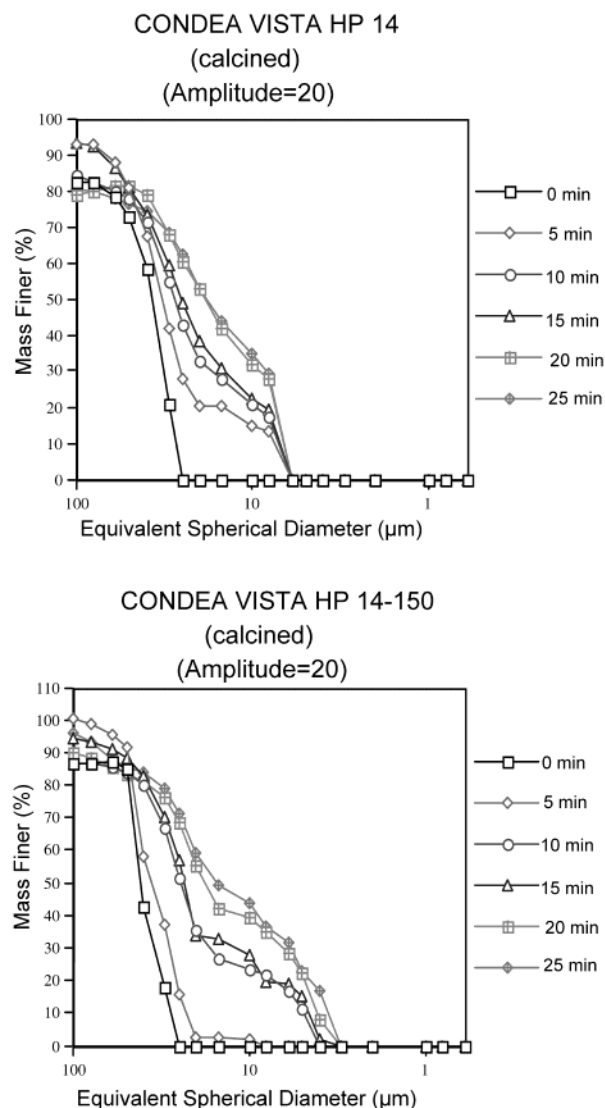 CONDEA VISTA HP 14
(calcined)
(Amplitude=20)
Mass Finer (%)
100
90
80
70
60
50
40
30
20
10
0
100
10
1
Equivalent Spherical Diameter (μm)
0 min
5 min
10 min
15 min
20 min
25 min
CONDEA VISTA HP 14-150
(calcined)
(Amplitude=20)
Mass Finer (%)
110
100
90
80
70
60
50
40
30
20
10
0
100
10
1
Equivalent Spherical Diameter (μm)
0 min
5 min
10 min
15 min
20 min
25 min